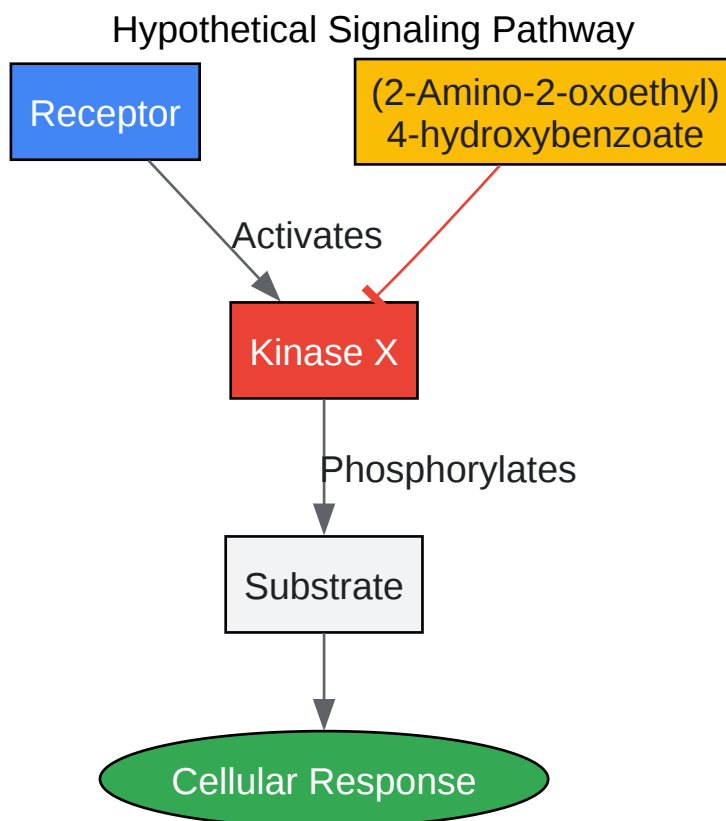 Hypothetical Signaling Pathway
Receptor
(2-Amino-2-oxoethyl)
4-hydroxybenzoate
Activates
Kinase X
Phosphorylates
Substrate
Cellular Response